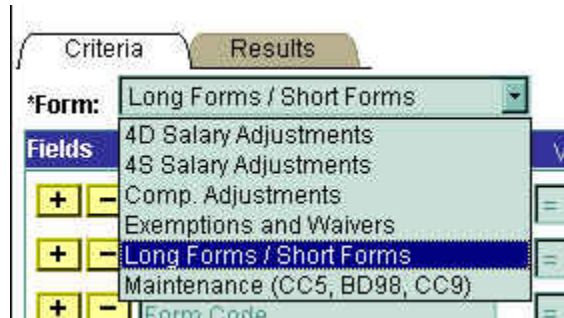 Criteria Results
*Form: Long Forms / Short Forms
Fields
4D Salary Adjustments
4S Salary Adjustments
+ - Comp. Adjustments =
Exemptions and Waivers
+ - Long Forms / Short Forms =
Maintenance (CC5, BD98, CC9)
+ - Form Code =